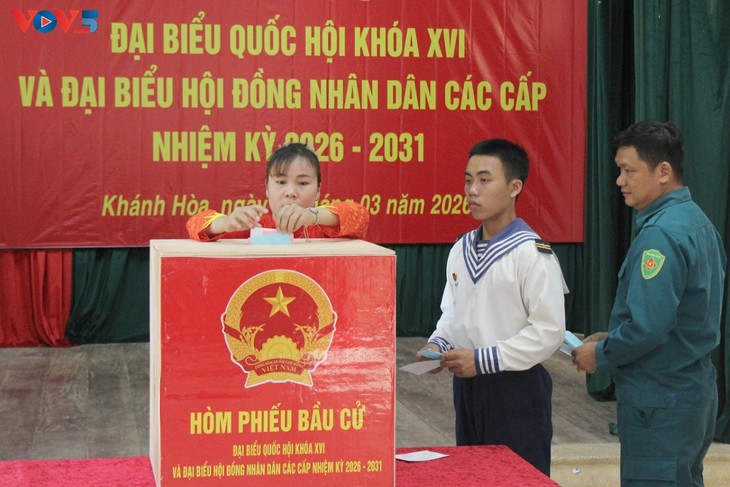 VOV5
ĐẠI BIỂU QUỐC HỘI KHÓA XVI
VÀ ĐẠI BIỂU HỘI ĐỒNG NHÂN DÂN CÁC CẤP
NHIỆM KỲ 2026 - 2031
Khánh Hòa, 03 năm 2026
VIỆT NAM
HÒM PHIẾU BẦU CỬ
ĐẠI BIỂU QUỐC HỘI KHÓA XVI
VÀ ĐẠI BIỂU HỘI ĐỒNG NHÂN DÂN CÁC CẤP NHIỆM KỲ 2026 - 2031